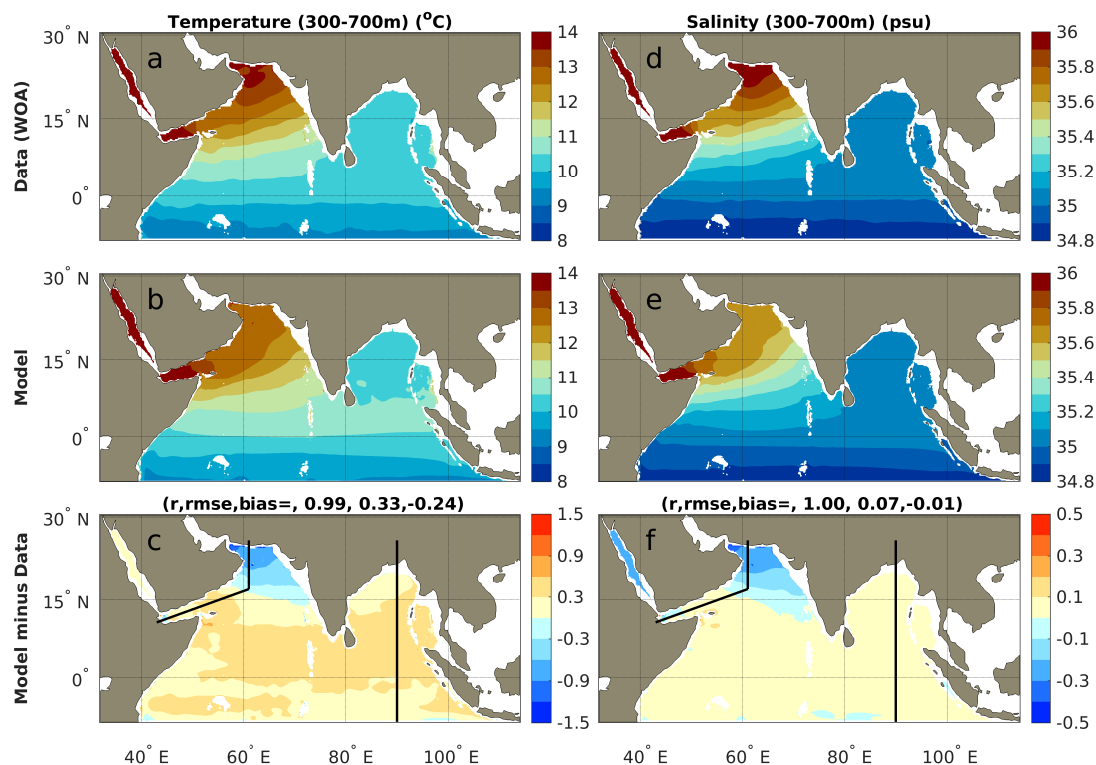 Temperature (300-700m) (°C)
Salinity (300-700m) (psu)
Data (WOA)
30° N
15° N
0°
a
14
13
12
11
10
9
8
d
36
35.8
35.6
35.4
35.2
35
34.8
Model
30° N
15° N
0°
b
14
13
12
11
10
9
8
e
36
35.8
35.6
35.4
35.2
35
34.8
(r,rmse,bias=, 0.99, 0.33,-0.24)
(r,rmse,bias=, 1.00, 0.07,-0.01)
Model minus Data
30° N
15° N
0°
c
1.5
0.9
0.3
-0.3
-0.9
-1.5
f
0.5
0.3
0.1
-0.1
-0.3
-0.5
40° E
60° E
80° E
100° E
40° E
60° E
80° E
100° E